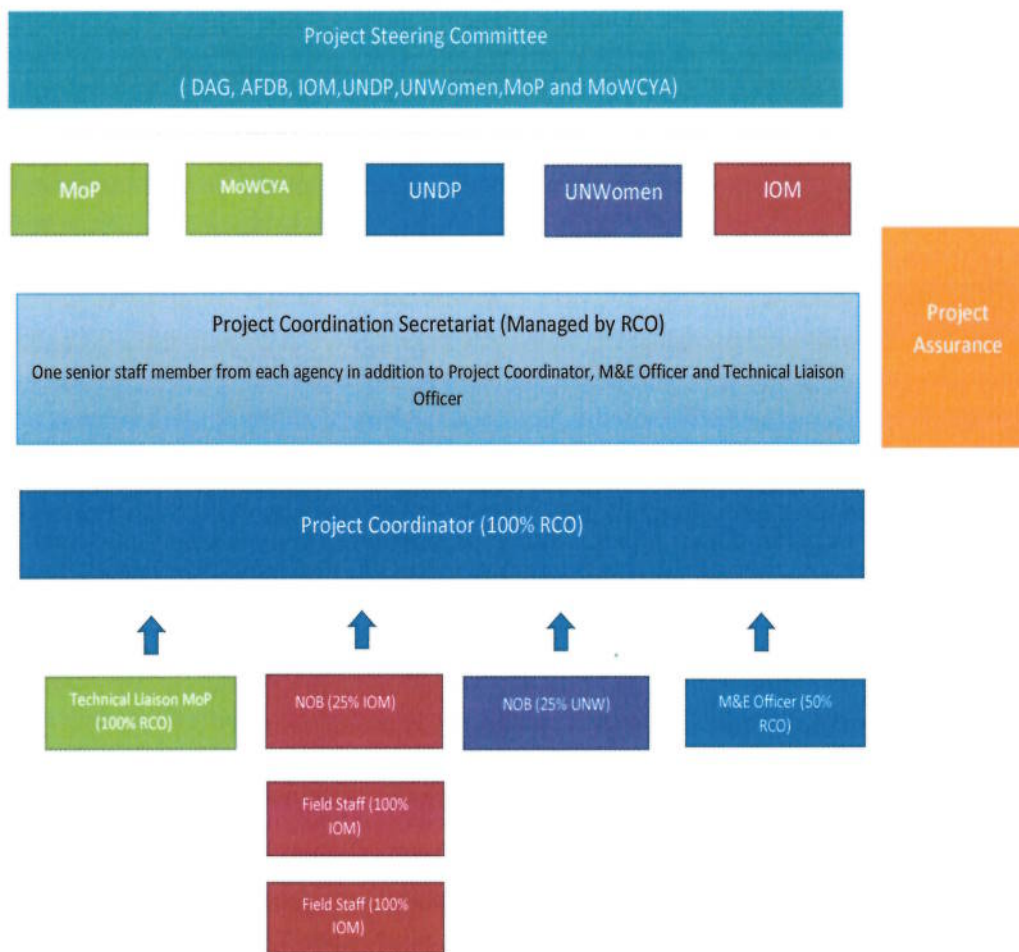 Project Steering Committee
( DAG, AFDB, IOM,UNDP,UNWomen,MoP and MoWCYA)
MoP
MoWCYA
UNDP
UNWomen
IOM
Project
Assurance
Project Coordination Secretariat (Managed by RCO)
One senior staff member from each agency in addition to Project Coordinator, M&E Officer and Technical Liaison
Officer
Project Coordinator (100% RCO)
Technical Liaison MoP
(100% RCO)
NOB (25% IOM)
NOB (25% UNW)
M&E Officer (50%
RCO)
Field Staff (100%
IOM)
Field Staff (100%
IOM)